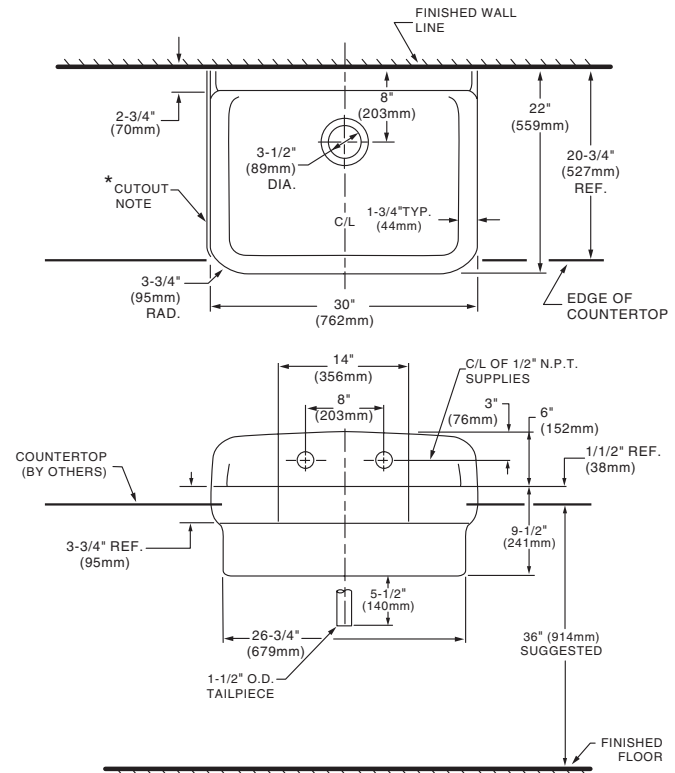 FINISHED WALL
LINE
2-3/4"
(70mm)
8"
(203mm)
22"
(559mm)
3-1/2"
(89mm)
DIA.
20-3/4"
(527mm)
REF.
*CUTOUT
NOTE
C/L
1-3/4"TYP.
(44mm)
3-3/4"
(95mm)
RAD.
30"
(762mm)
EDGE OF
COUNTERTOP
14"
(356mm)
C/L OF 1/2" N.P.T.
SUPPLIES
8"
(203mm)
3"
(76mm)
6"
(152mm)
COUNTERTOP
(BY OTHERS)
1/1/2" REF.
(38mm)
3-3/4" REF.
(95mm)
9-1/2"
(241mm)
5-1/2"
(140mm)
26-3/4"
(679mm)
36" (914mm)
SUGGESTED
1-1/2" O.D.
TAILPIECE
FINISHED
FLOOR